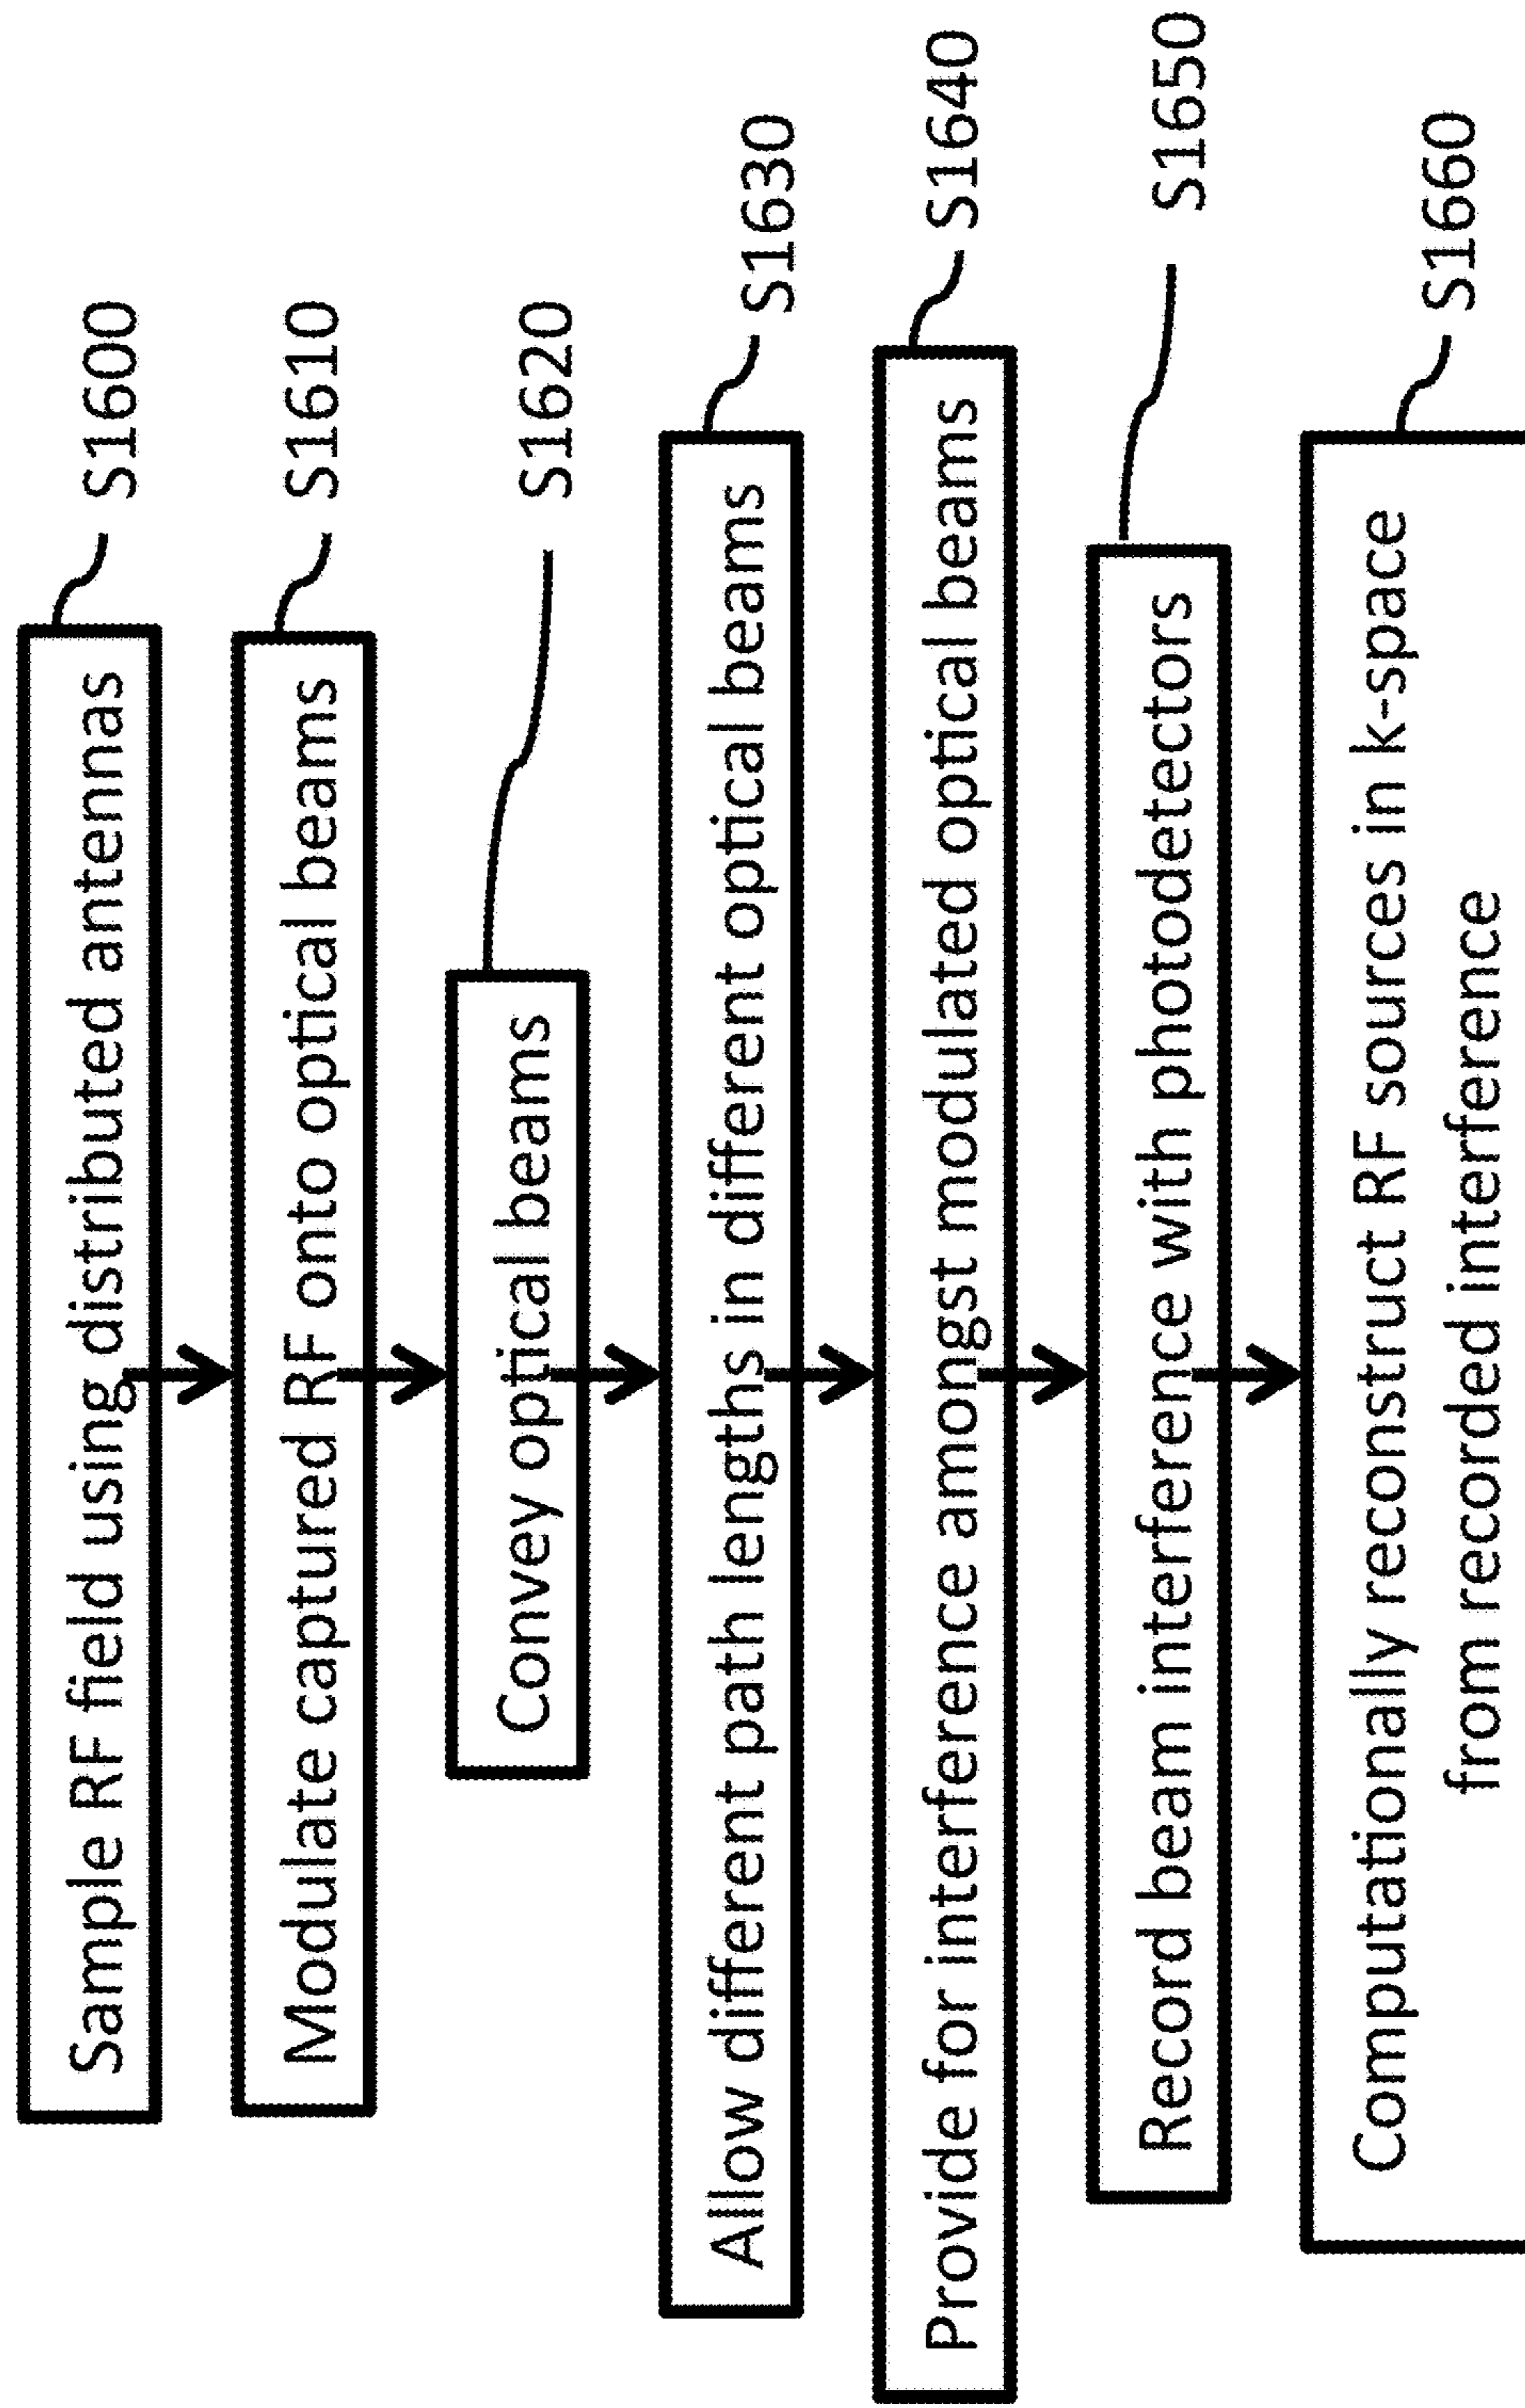 Sample RF field using distributed antennas
S1600
Modulate captured RF onto optical beams
S1610
Convey optical beams
S1620
Allow different path lengths in different optical beams
S1630
Provide for interference amongst modulated optical beams
S1640
Record beam interference with photodetectors
S1650
Computationally reconstruct RF sources in k-space
from recorded interference
S1660